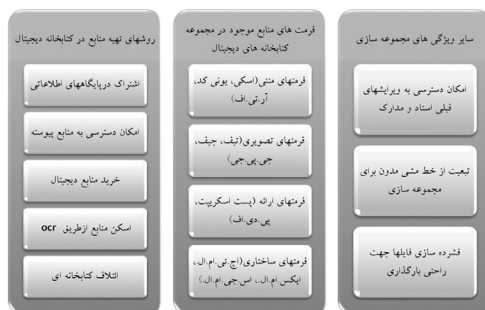 سایر ویژگی های مجموعه سازی
امکان دسترسی به ویرایشهای
قبلی اسناد و مدارک
تبعیت از خط مشی مدون برای
مجموعه سازی
فشرده سازی فایلها جهت
راحتی بارگذاری
فرمت های منابع موجود در مجموعه
کتابخانه های دیجیتال
فرمتهای متنی(اسکی، یونی کد،
آر.تی.اف)
فرمتهای تصویری(تیف، جیف،
جی.پی.جی)
فرمتهای ارائه (پست اسکریپت،
پی.دی.اف)
فرمتهای ساختاری(اچ.تی.ام.ال.،
ایکس.ام.ال.، اس.جی.ام.ال.)
روشهای تهیه منابع در کتابخانه دیجیتال
اشتراک درپایگاههای اطلاعاتی
امکان دسترسی به منابع پیوسته
خرید منابع دیجیتال
اسکن منابع ازطریق ocr
ائتلاف کتابخانه ای